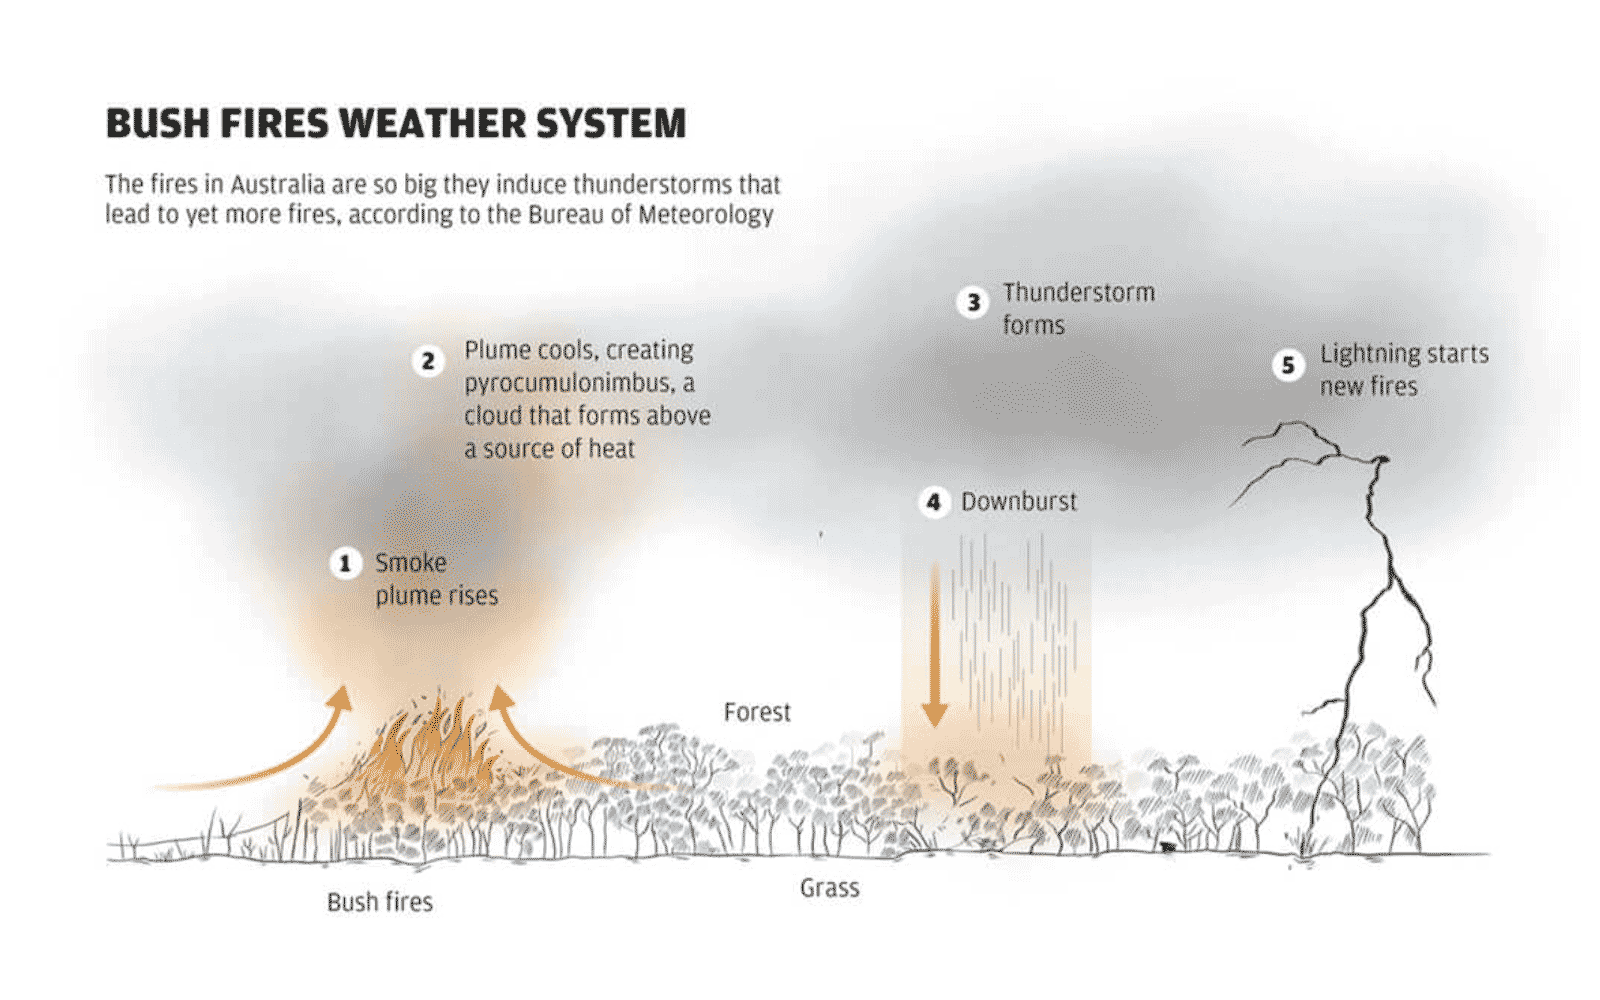 BUSH FIRES WEATHER SYSTEM
The fires in Australia are so big they induce thunderstorms that
lead to yet more fires, according to the Bureau of Meteorology
1 Smoke
plume rises
2 Plume cools, creating
pyrocumulonimbus, a
cloud that forms above
a source of heat
3 Thunderstorm
forms
4 Downburst
5 Lightning starts
new fires
Forest
Bush fires
Grass